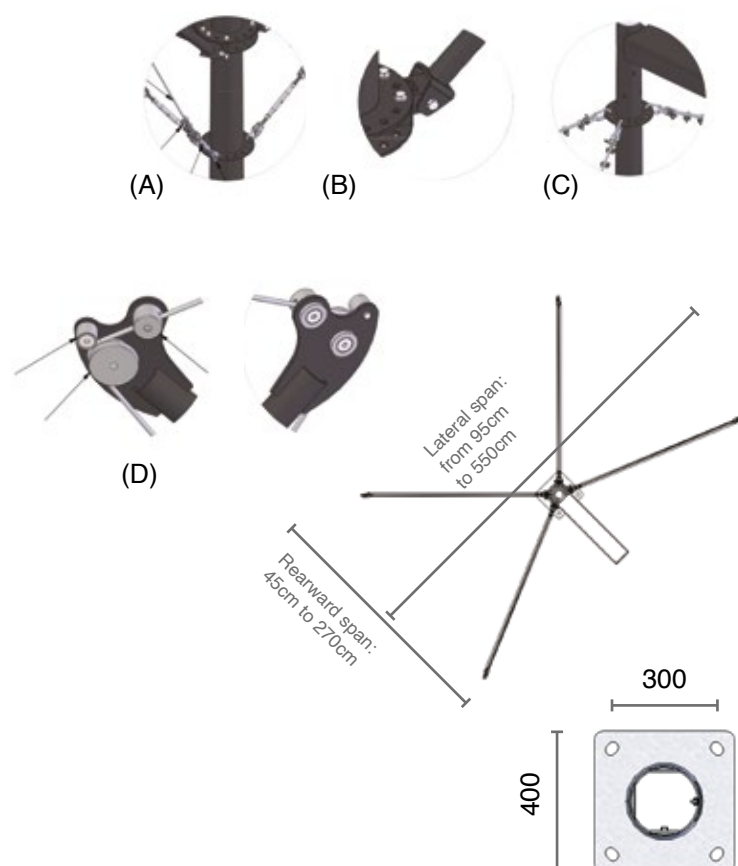 (A)
(B)
(C)
(D)
Lateral span:
from 95cm
to 550cm
Rearward span:
45cm to 270cm
300
400